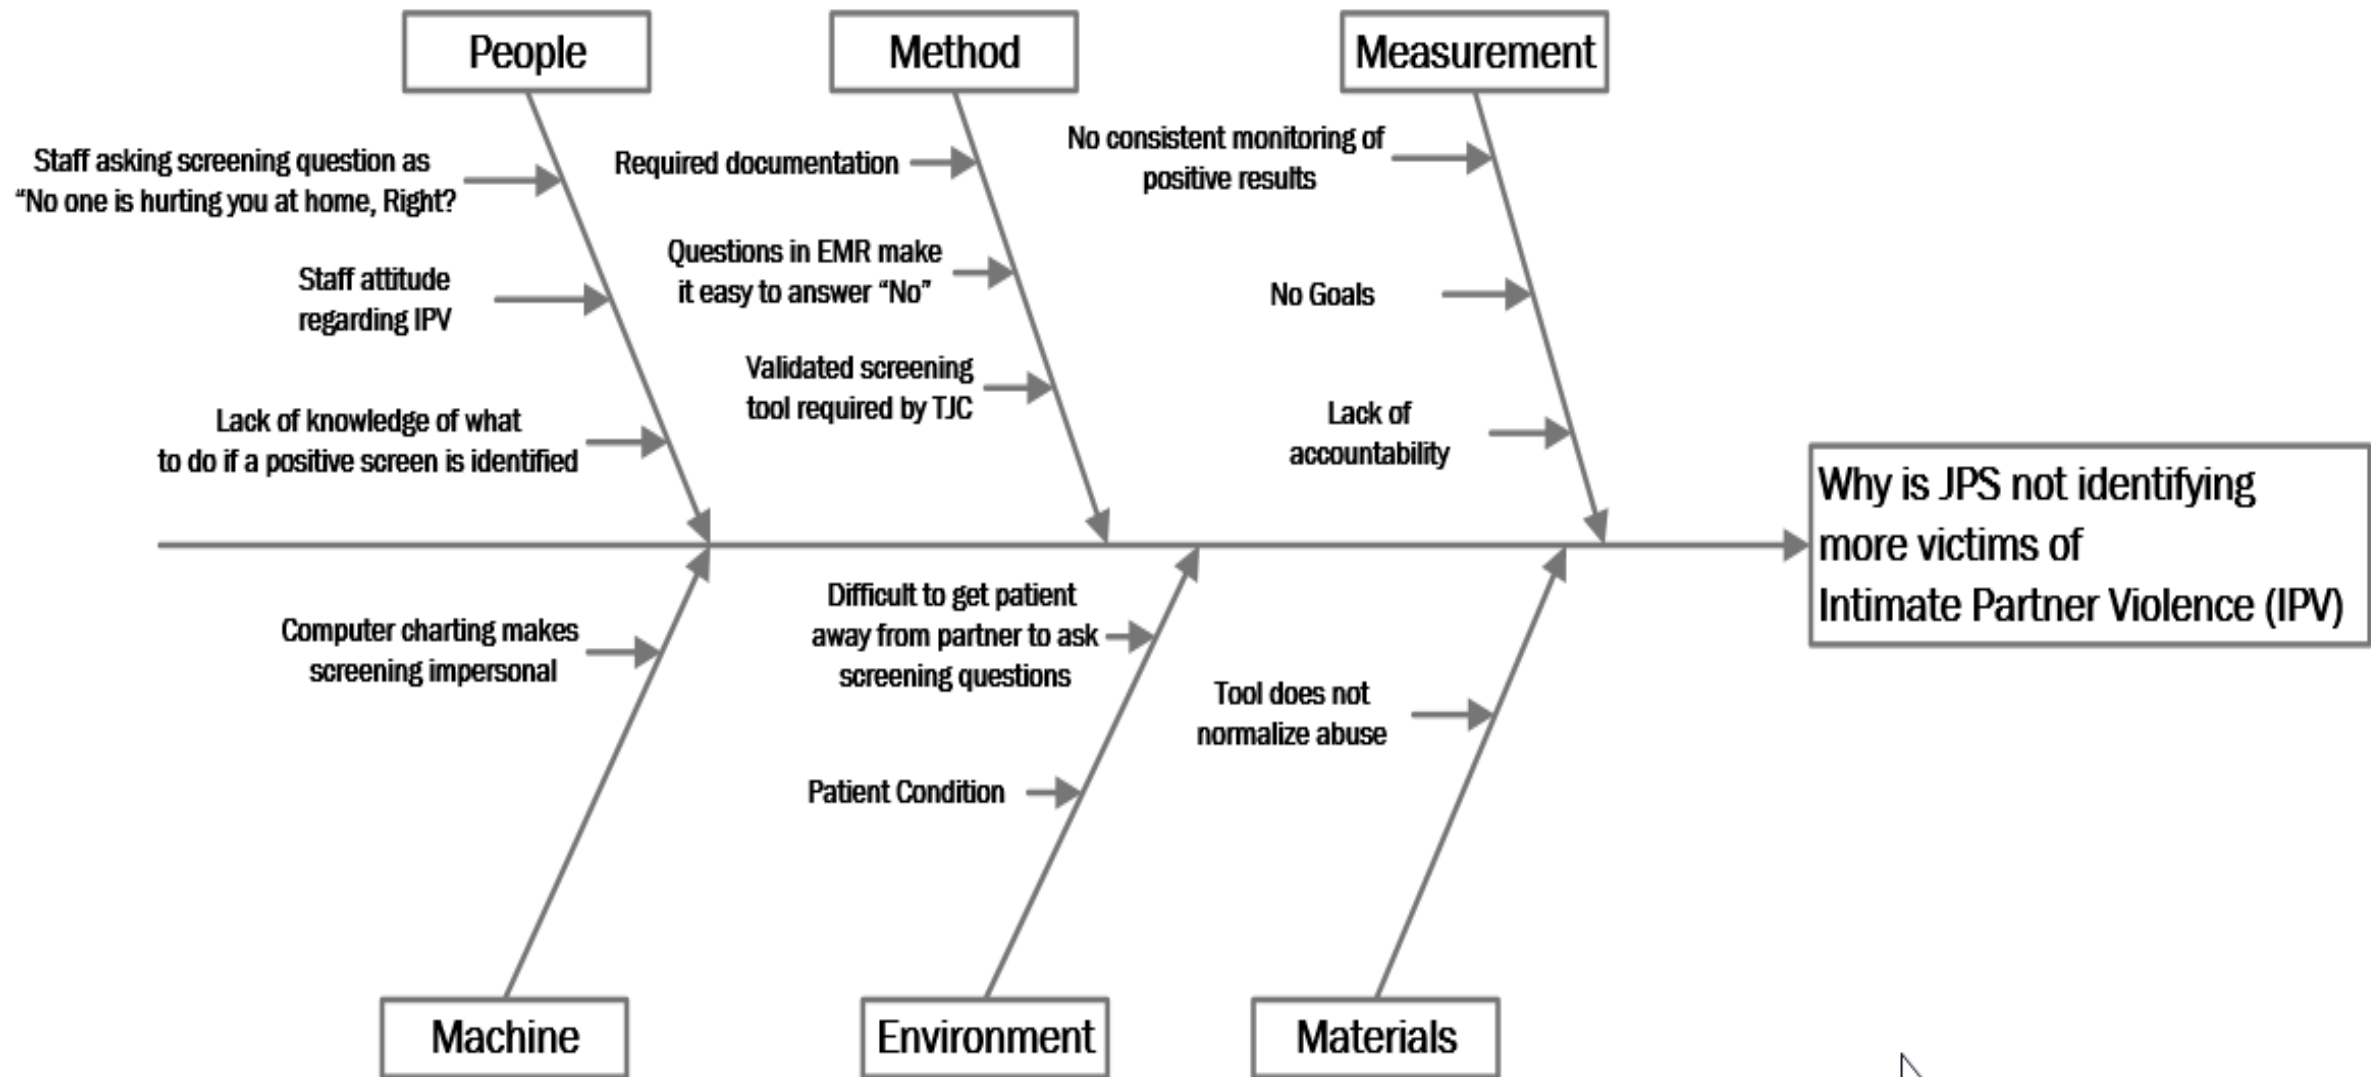 People
Method
Measurement
Staff asking screening question as
“No one is hurting you at home, Right?
Staff attitude
regarding IPV
Lack of knowledge of what
to do if a positive screen is identified
Required documentation
Questions in EMR make
it easy to answer “No”
Validated screening
tool required by TJC
No consistent monitoring of
positive results
No Goals
Lack of
accountability
Why is JPS not identifying
more victims of
Intimate Partner Violence (IPV)
Computer charting makes
screening impersonal
Difficult to get patient
away from partner to ask
screening questions
Patient Condition
Tool does not
normalize abuse
Machine
Environment
Materials